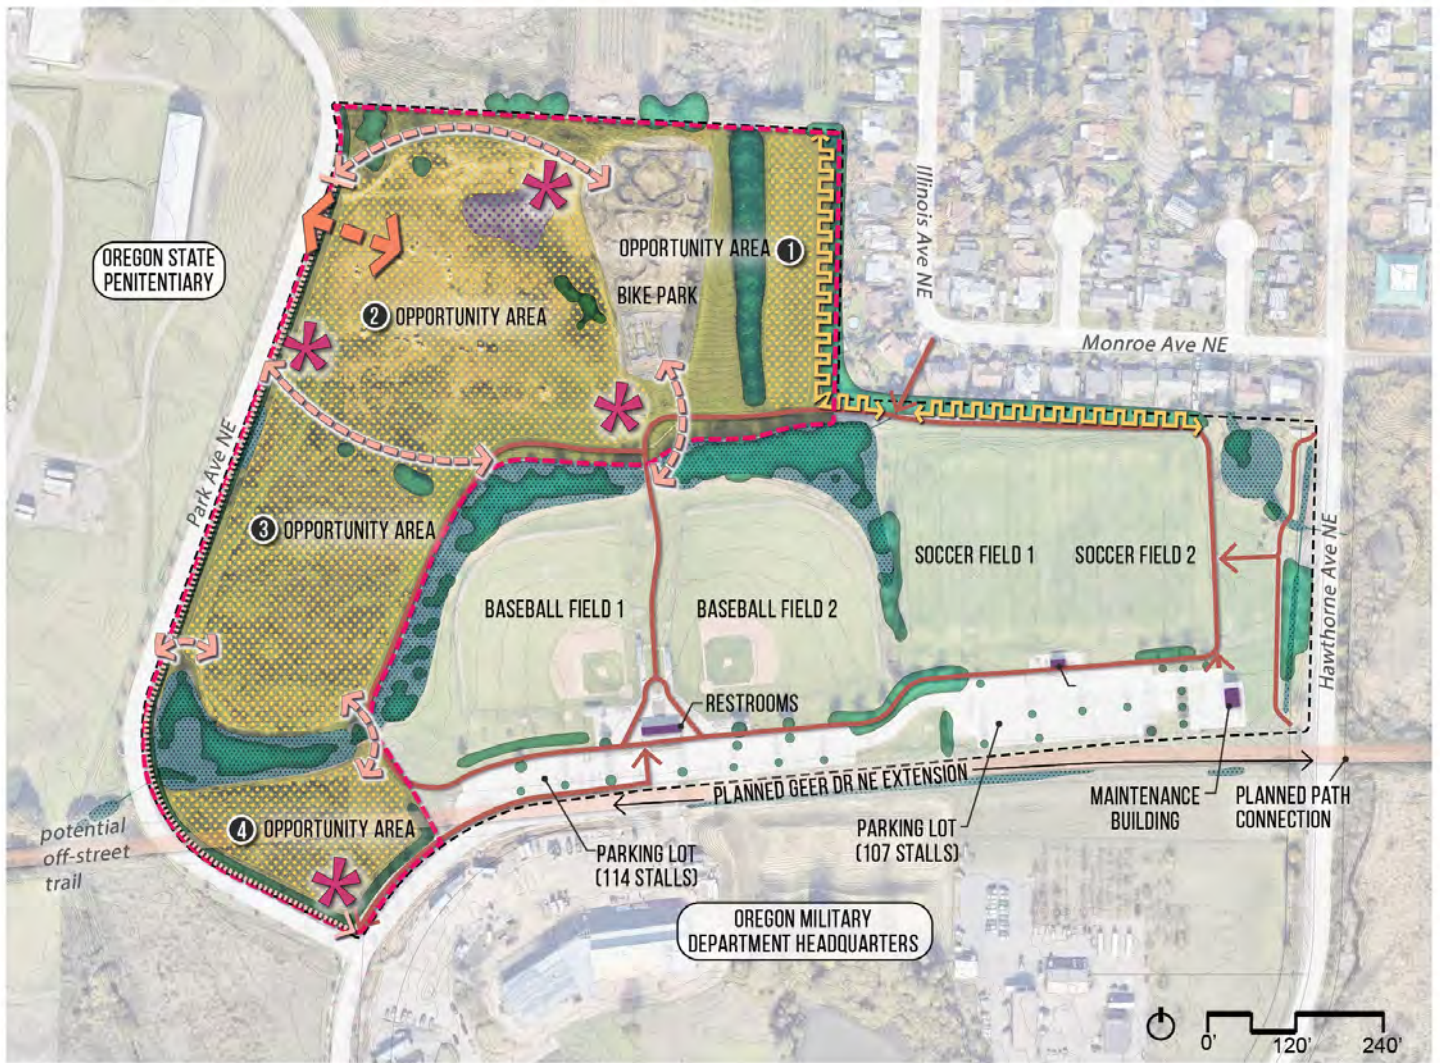 OREGON STATE
PENITENTIARY
OPPORTUNITY AREA 1
Illinois Ave NE
BIKE PARK
2 OPPORTUNITY AREA
Monroe Ave NE
Park Ave NE
3 OPPORTUNITY AREA
SOCCER FIELD 1
SOCCER FIELD 2
BASEBALL FIELD 1
BASEBALL FIELD 2
Hawthorne Ave NE
RESTROOMS
PLANNED GEER DR NE EXTENSION
MAINTENANCE
BUILDING
PLANNED PATH
CONNECTION
4 OPPORTUNITY AREA
potential
off-street
trail
PARKING LOT
(114 STALLS)
PARKING LOT
(107 STALLS)
OREGON MILITARY
DEPARTMENT HEADQUARTERS
0'
120'
240'